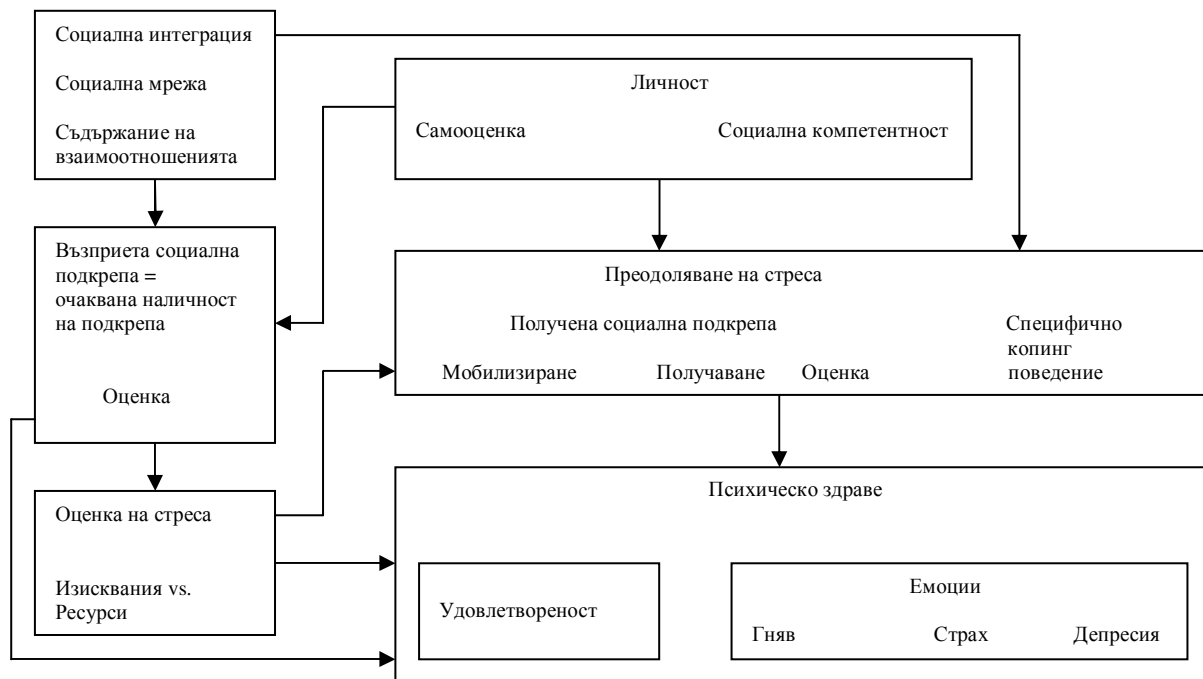 Социална интеграция
Социална мрежа
Съдържание на
взаимоотношенията
Личност
Самооценка
Социална компетентност
Възприета социална
подкрепа =
очаквана наличност
на подкрепа
Оценка
Преодоляване на стреса
Получена социална подкрепа
Мобилизиране
Получаване
Оценка
Специфично
копинг
поведение
Оценка на стреса
Изисквания vs.
Ресурси
Психическо здраве
Удовлетвореност
Емоции
Гняв
Страх
Депресия